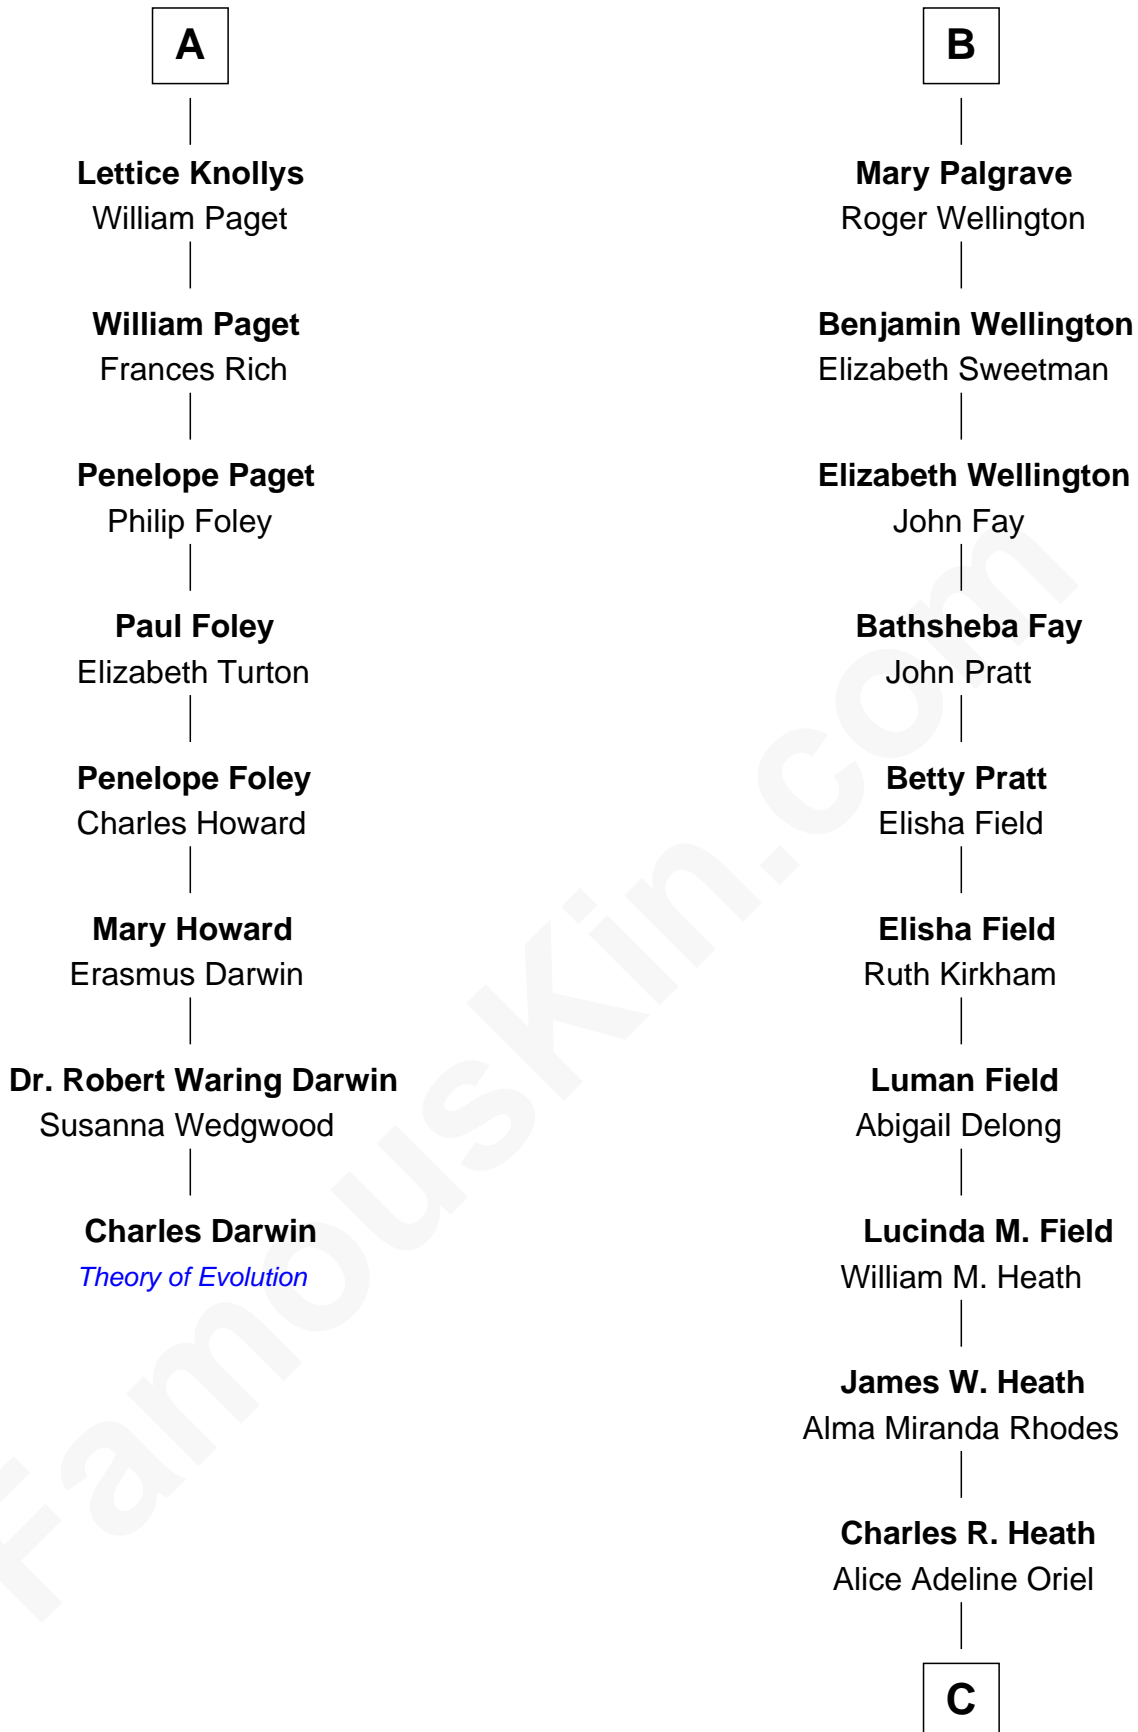 A
Lettice Knollys
William Paget
William Paget
Frances Rich
Penelope Paget
Philip Foley
Paul Foley
Elizabeth Turton
Penelope Foley
Charles Howard
Mary Howard
Erasmus Darwin
Dr. Robert Waring Darwin
Susanna Wedgwood
Charles Darwin
Theory of Evolution
B
Mary Palgrave
Roger Wellington
Benjamin Wellington
Elizabeth Sweetman
Elizabeth Wellington
John Fay
Bathsheba Fay
John Pratt
Betty Pratt
Elisha Field
Elisha Field
Ruth Kirkham
Luman Field
Abigail Delong
Lucinda M. Field
William M. Heath
James W. Heath
Alma Miranda Rhodes
Charles R. Heath
Alice Adeline Oriel
C
FamousKin.com